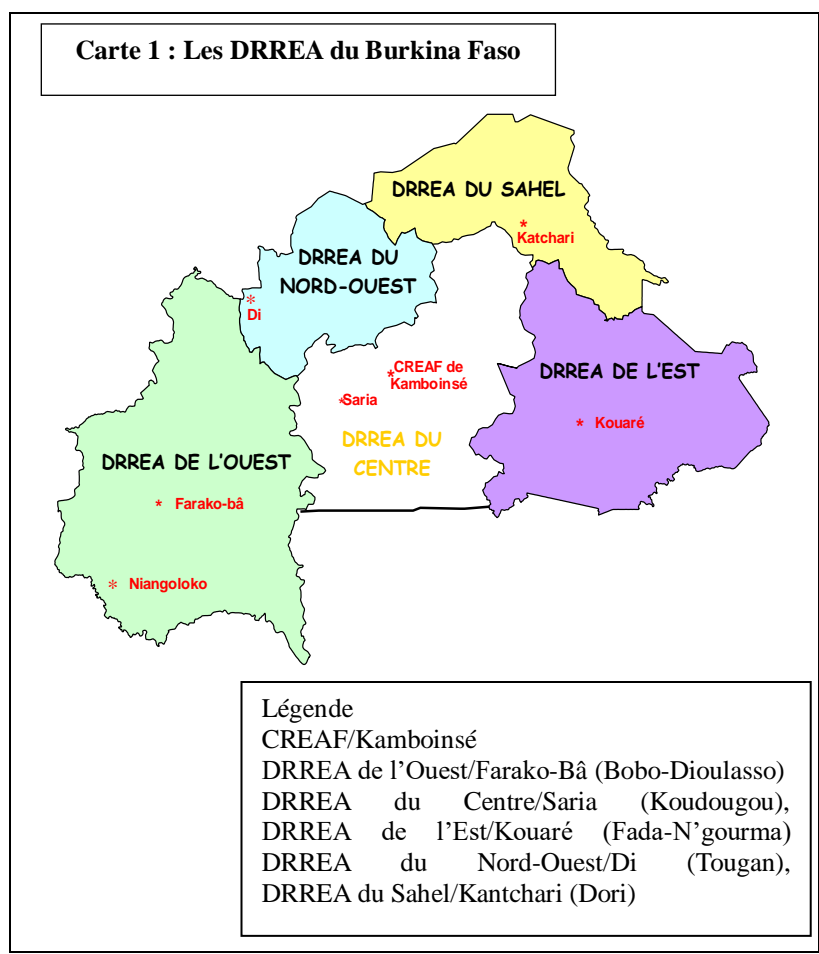 Carte 1 : Les DRREA du Burkina Faso
DRREA DU SAHEL
* Katchari
DRREA DU
NORD-OUEST
* Di
CREAF de
* Kamboinsé
* Saria
DRREA DU
CENTRE
DRREA DE L'EST
* Kouaré
DRREA DE L'OUEST
* Farako-bâ
* Niangoloko
Légende
CREAF/Kamboinsé
DRREA de l’Ouest/Farako-Bâ (Bobo-Dioulasso)
DRREA du Centre/Saria (Koudougou),
DRREA de l’Est/Kouaré (Fada-N’gourma)
DRREA du Nord-Ouest/Di (Tougan),
DRREA du Sahel/Kantchari (Dori)